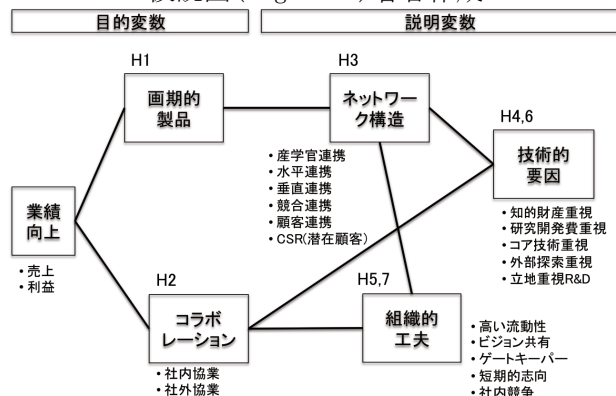 目的変数
説明変数
H1
画期的
製品
H3
ネットワー
ク構造
H4,6
技術的
要因
• 産学官連携
• 水平連携
• 垂直連携
• 競合連携
• 顧客連携
• CSR(潜在顧客)
業績
向上
• 売上
• 利益
• 知的財産重視
• 研究開発費重視
• コア技術重視
• 外部探索重視
• 立地重視R&D
H2
コラボ
レーション
• 社内協業
• 社外協業
H5,7
組織的
工夫
• 高い流動性
• ビジョン共有
• ゲートキーパー
• 短期的志向
• 社内競争